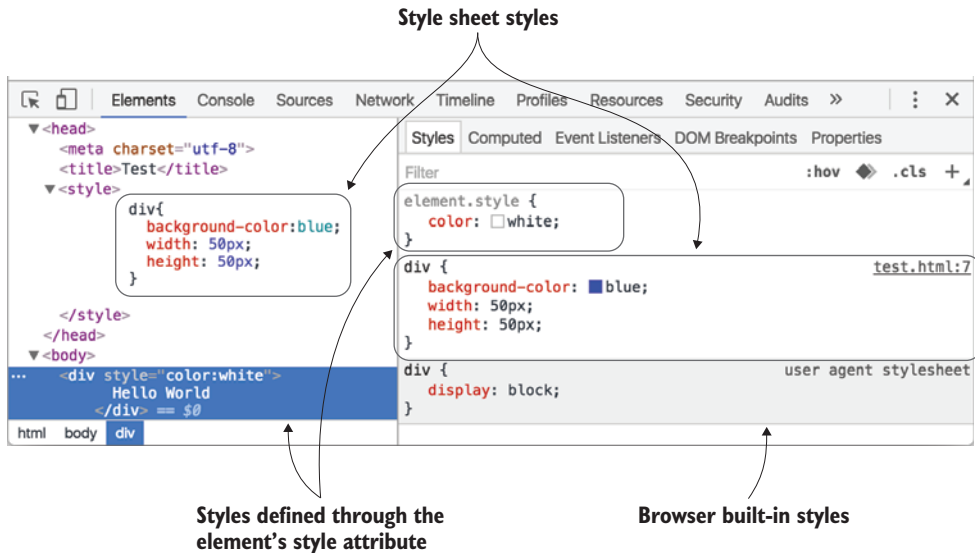 Style sheet styles
Elements Console Sources Network Timeline Profiles Resources Security Audits »
▼<head>
<meta charset="utf-8">
<title>Test</title>
▼<style>
div{
background-color:blue;
width: 50px;
height: 50px;
}
</style>
</head>
▼<body>
… <div style="color:white">
Hello World
</div> == $0
html body div
Styles Computed Event Listeners DOM Breakpoints Properties
Filter :hov .cls +
element.style {
color: white;
}
div { test.html:7
background-color: blue;
width: 50px;
height: 50px;
}
div { user agent stylesheet
display: block;
}
Styles defined through the
element's style attribute
Browser built-in styles